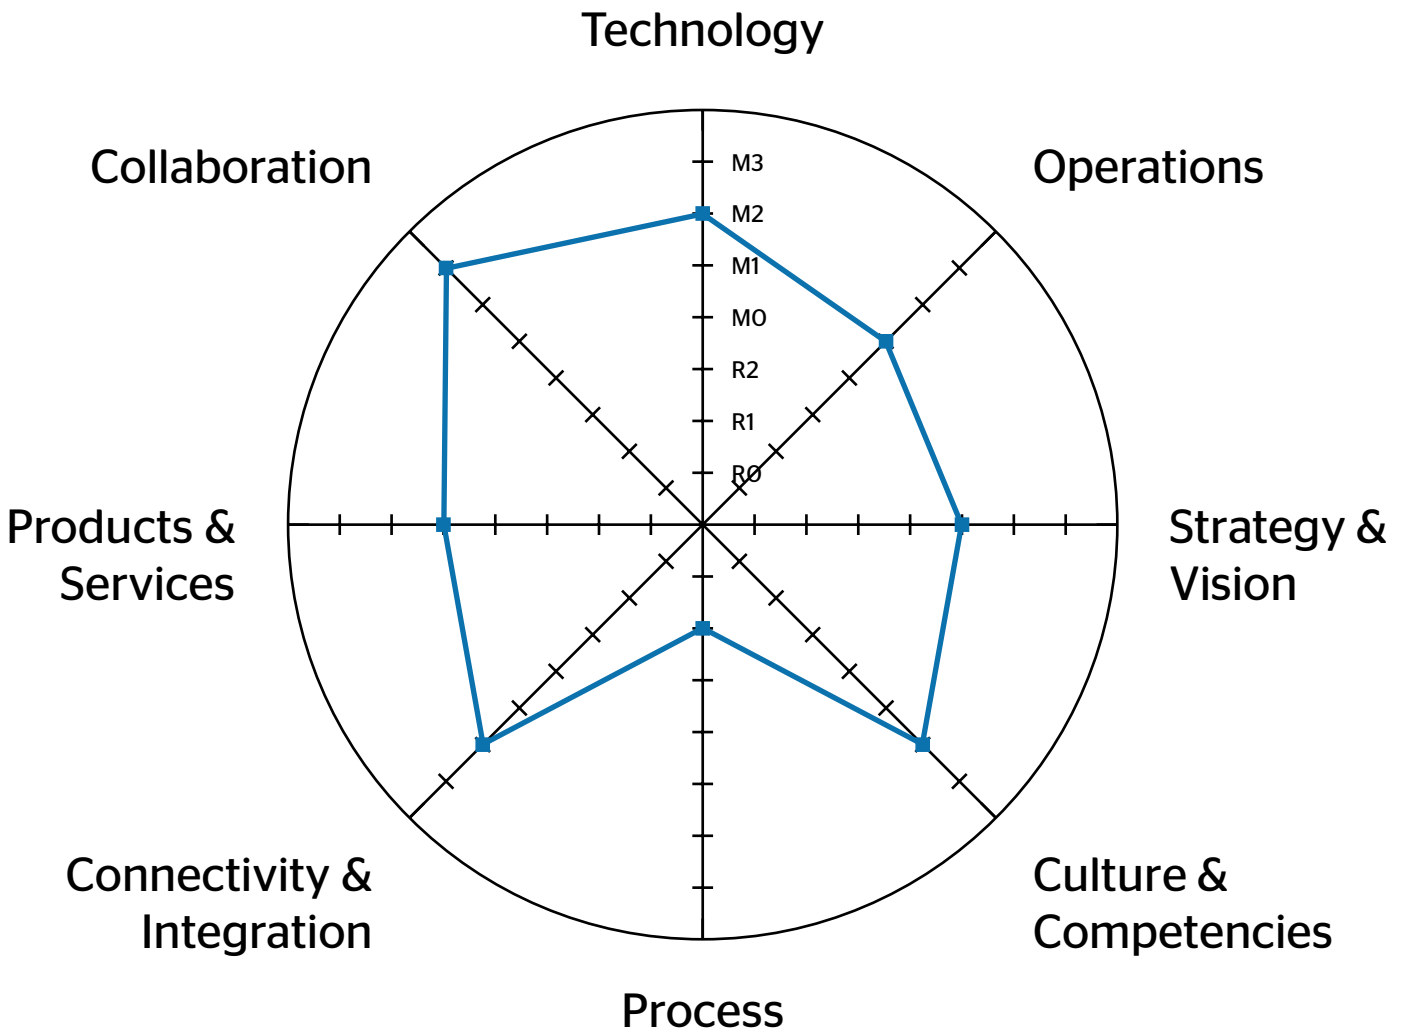 Technology
Collaboration
Operations
M3
M2
M1
M0
R2
R1
R0
Products &
Services
Strategy &
Vision
Connectivity &
Integration
Culture &
Competencies
Process